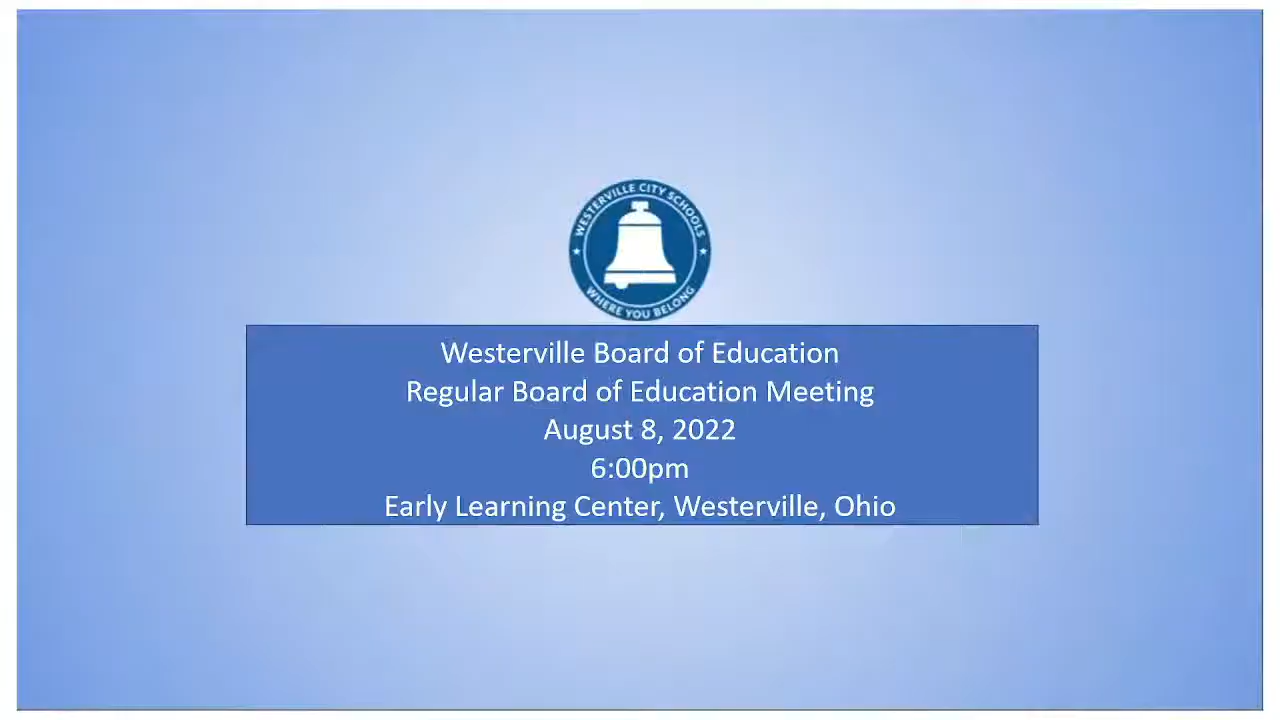 WESTERVILLE CITY SCHOOLS
WHERE YOU BELONG
Westerville Board of Education
Regular Board of Education Meeting
August 8, 2022
6:00pm
Early Learning Center, Westerville, Ohio